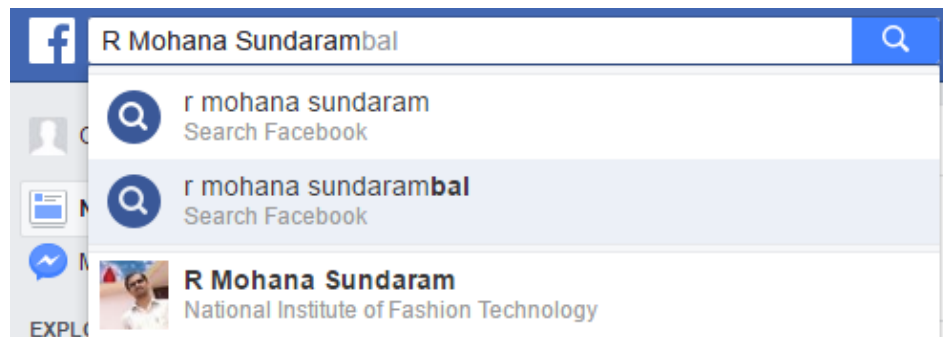 f
R Mohana Sundarambal
r mohana sundaram
Search Facebook
r mohana sundarambal
Search Facebook
R Mohana Sundaram
National Institute of Fashion Technology